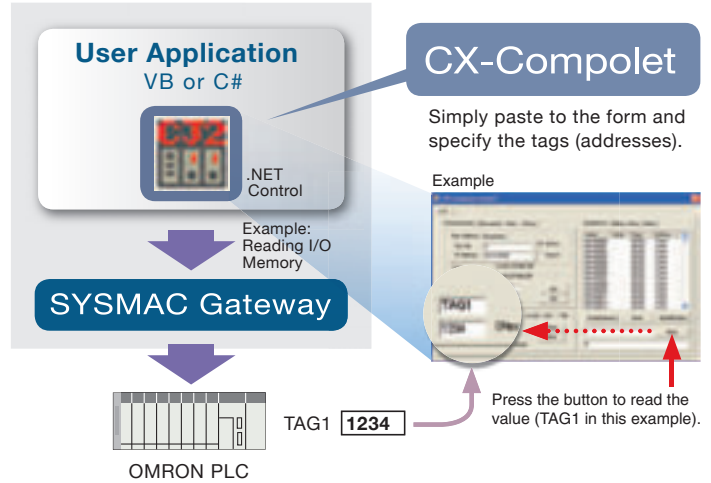 User Application
VB or C#
.NET
Control
CX-Compolet
Simply paste to the form and
specify the tags (addresses).
Example
Example:
Reading I/O
Memory
SYSMAC Gateway
TAG1
1234
Press the button to read the
value (TAG1 in this example).
TAG1 1234
OMRON PLC